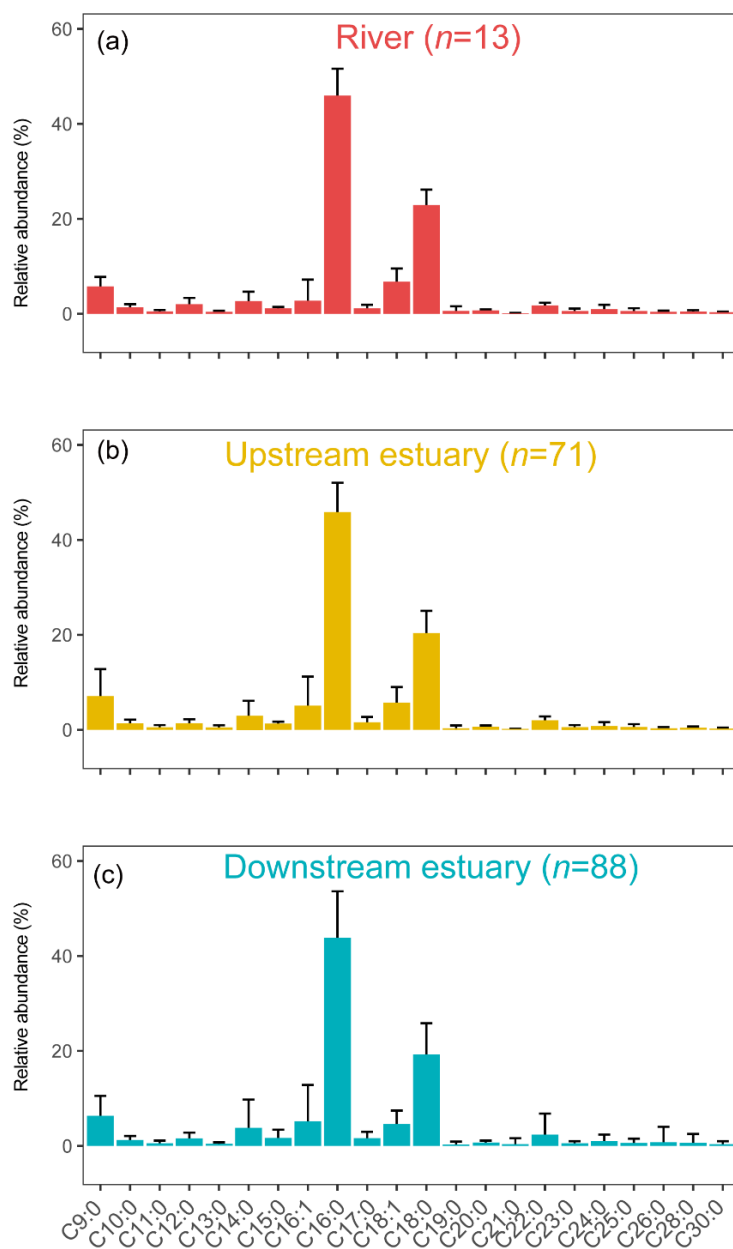 (a)
River (n=13)
60
40
20
0
Relative abundance (%)
(b)
Upstream estuary (n=71)
60
40
20
0
Relative abundance (%)
(c)
Downstream estuary (n=88)
60
40
20
0
Relative abundance (%)
C9:0
C10:0
C11:0
C12:0
C13:0
C14:0
C15:0
C16:1
C16:0
C17:0
C18:1
C18:0
C19:0
C20:0
C21:0
C22:0
C23:0
C24:0
C25:0
C26:0
C28:0
C30:0